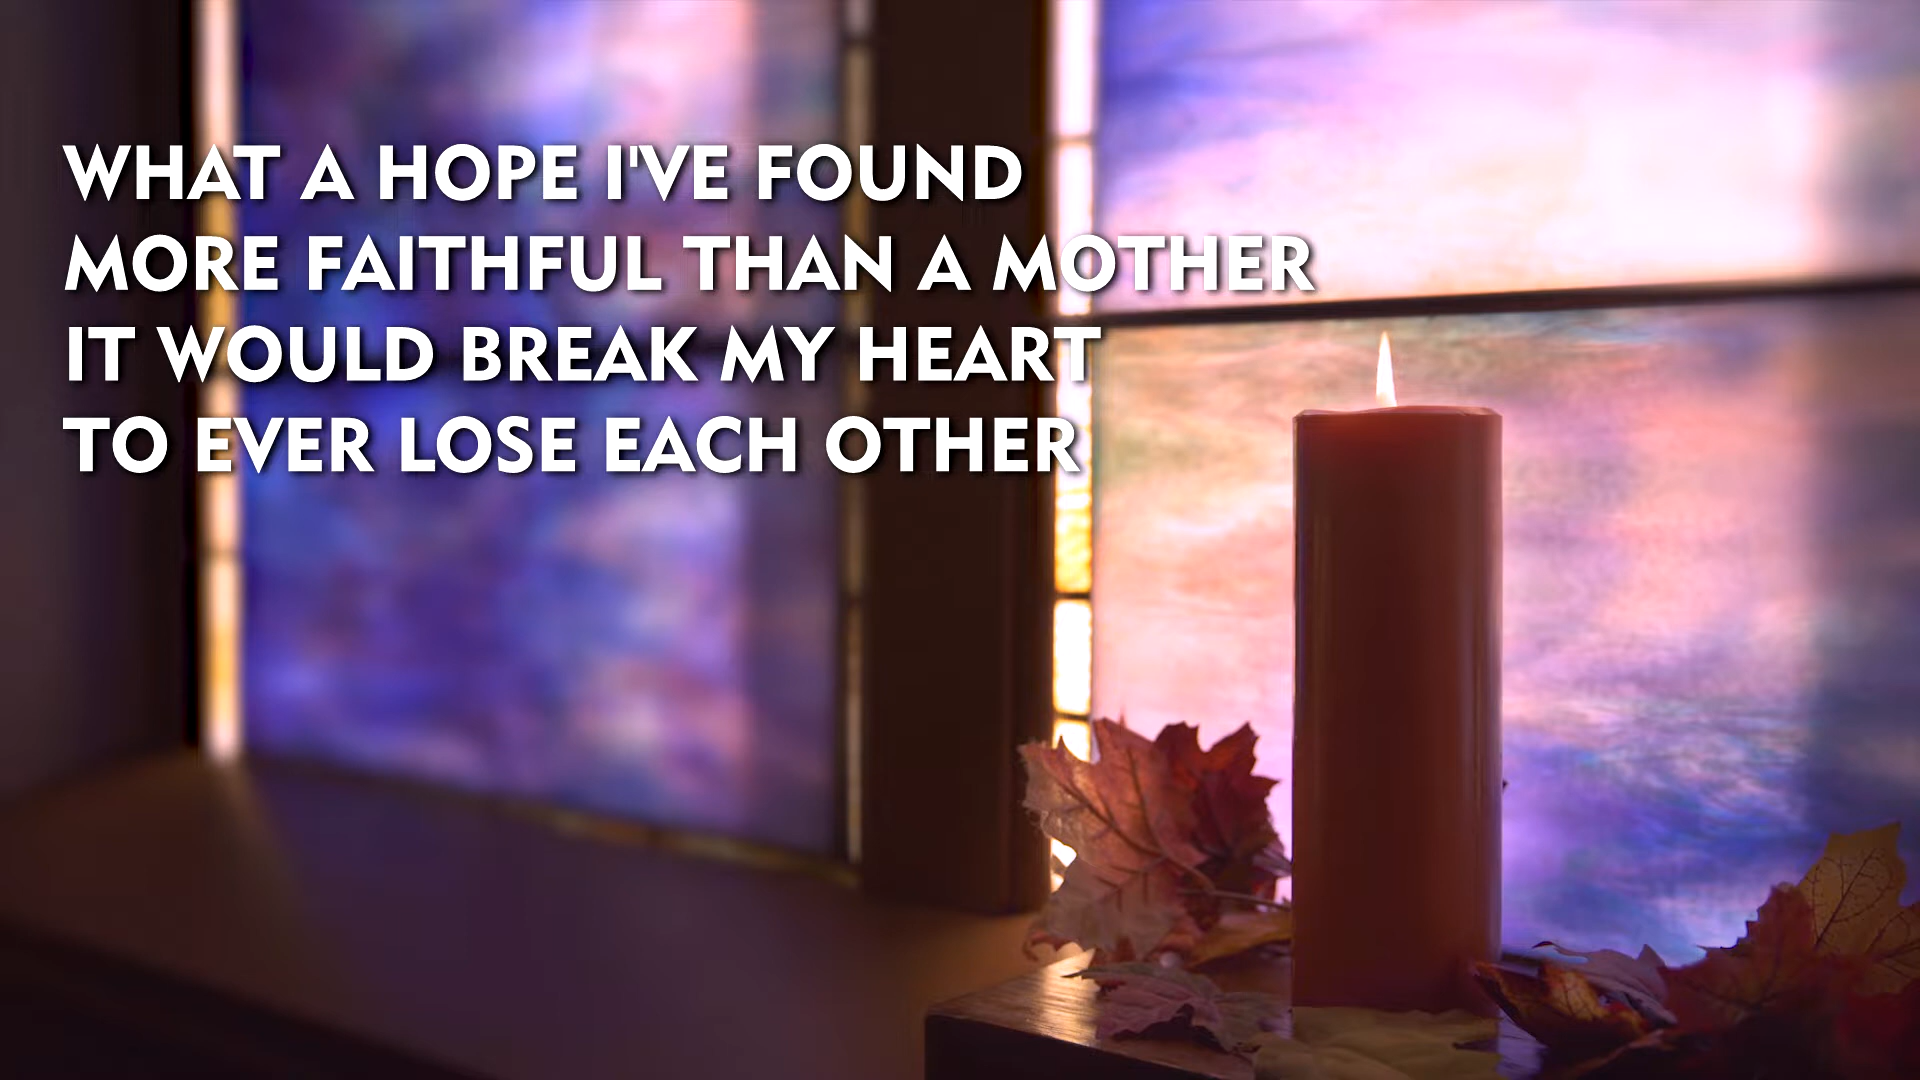 WHAT A HOPE I'VE FOUND
MORE FAITHFUL THAN A MOTHER
IT WOULD BREAK MY HEART
TO EVER LOSE EACH OTHER